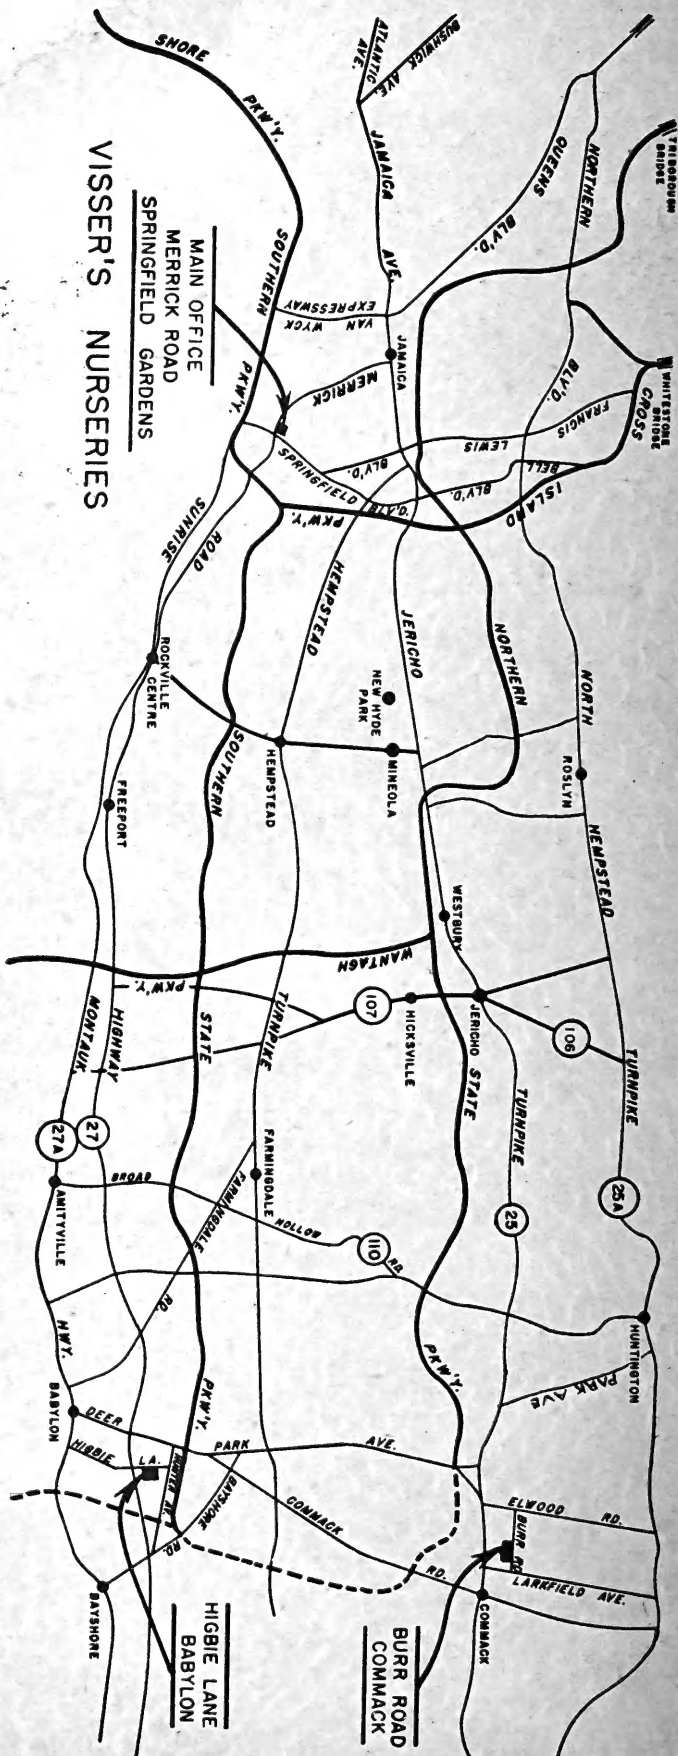 TRIBOROUGH
BRIDGE
WHITESTONE
BRIDGE
CROSS
ISLAND
PKW'Y.
BUSHWICK AVE.
ATLANTIC
AVE.
JAMAICA
AVE.
QUEENS
BLV'D.
NORTHERN
BLV'D.
SHORE
PKW'Y.
SOUTHERN
PKW'Y.
VAN WYCK
EXPRESSWAY
JAMAICA
MERRICK
ROAD
FRANCIS
LEWIS
BLV'D.
BELL
BLV'D.
SPRINGFIELD
BLV'D.
SUNRISE
HIGHWAY
HEMPSTEAD
TURNPIKE
JERICHO
TURNPIKE
NORTHERN
STATE
PKW'Y.
NORTH
HEMPSTEAD
TURNPIKE
ROSLYN
NEW HYDE
PARK
MINEOLA
HEMPSTEAD
ROCKVILLE
CENTRE
FREEPORT
SOUTHERN
STATE
PKW'Y.
WESTBURY
WANTAGH
PKW'Y.
JERICHO
HICKSVILLE
107
106
25A
25
27
27A
110
MONTAUK
HWY.
AMITYVILLE
BROAD
HOLLOW
RD.
FARMINGDALE
FARMINGDALE
RD.
HUNTINGTON
PARK AVE
BABYLON
DEER
PARK
AVE.
HIGBIE
LA.
BAYSHORE
RD.
COMMACK
RD.
ELWOOD
RD.
BURR RD.
LARKFIELD AVE.
COMMACK
BAYSHORE
MAIN OFFICE
MERRICK ROAD
SPRINGFIELD GARDENS
VISSER'S NURSERIES
HIGBIE LANE
BABYLON
BURR ROAD
COMMACK